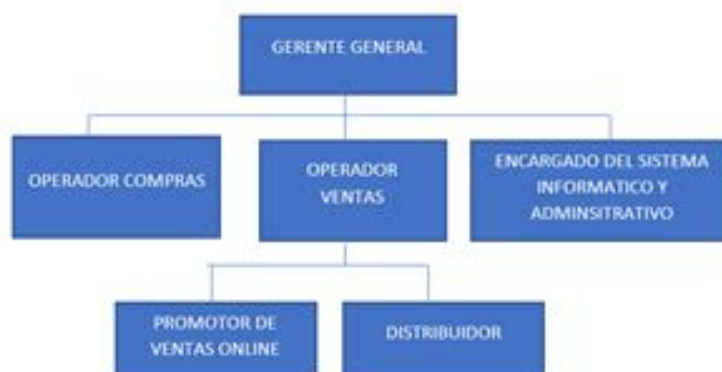 GERENTE GENERAL
OPERADOR COMPRAS
OPERADOR
VENTAS
ENCARGADO DEL SISTEMA
INFORMATICO Y
ADMINSITRATIVO
PROMOTOR DE
VENTAS ONLINE
DISTRIBUIDOR